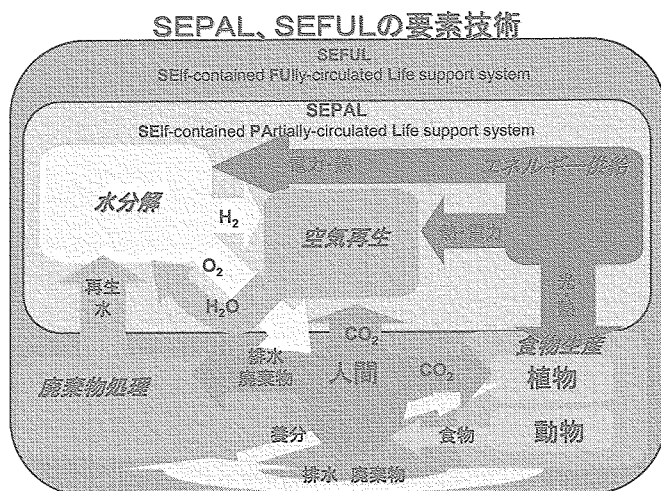 SEPAL、SEFULの要素技術
SEFUL
SElf-contained FUlly-circulated Life support system
SEPAL
SElf-contained PArtially-circulated Life support system
エネルギー供給
水分解
H₂
空気再生
O₂
再生
水
H₂O
CO₂
食物生産
排水
廃棄物
人間
CO₂
植物
廃棄物処理
養分
食物
動物
排水 廃棄物